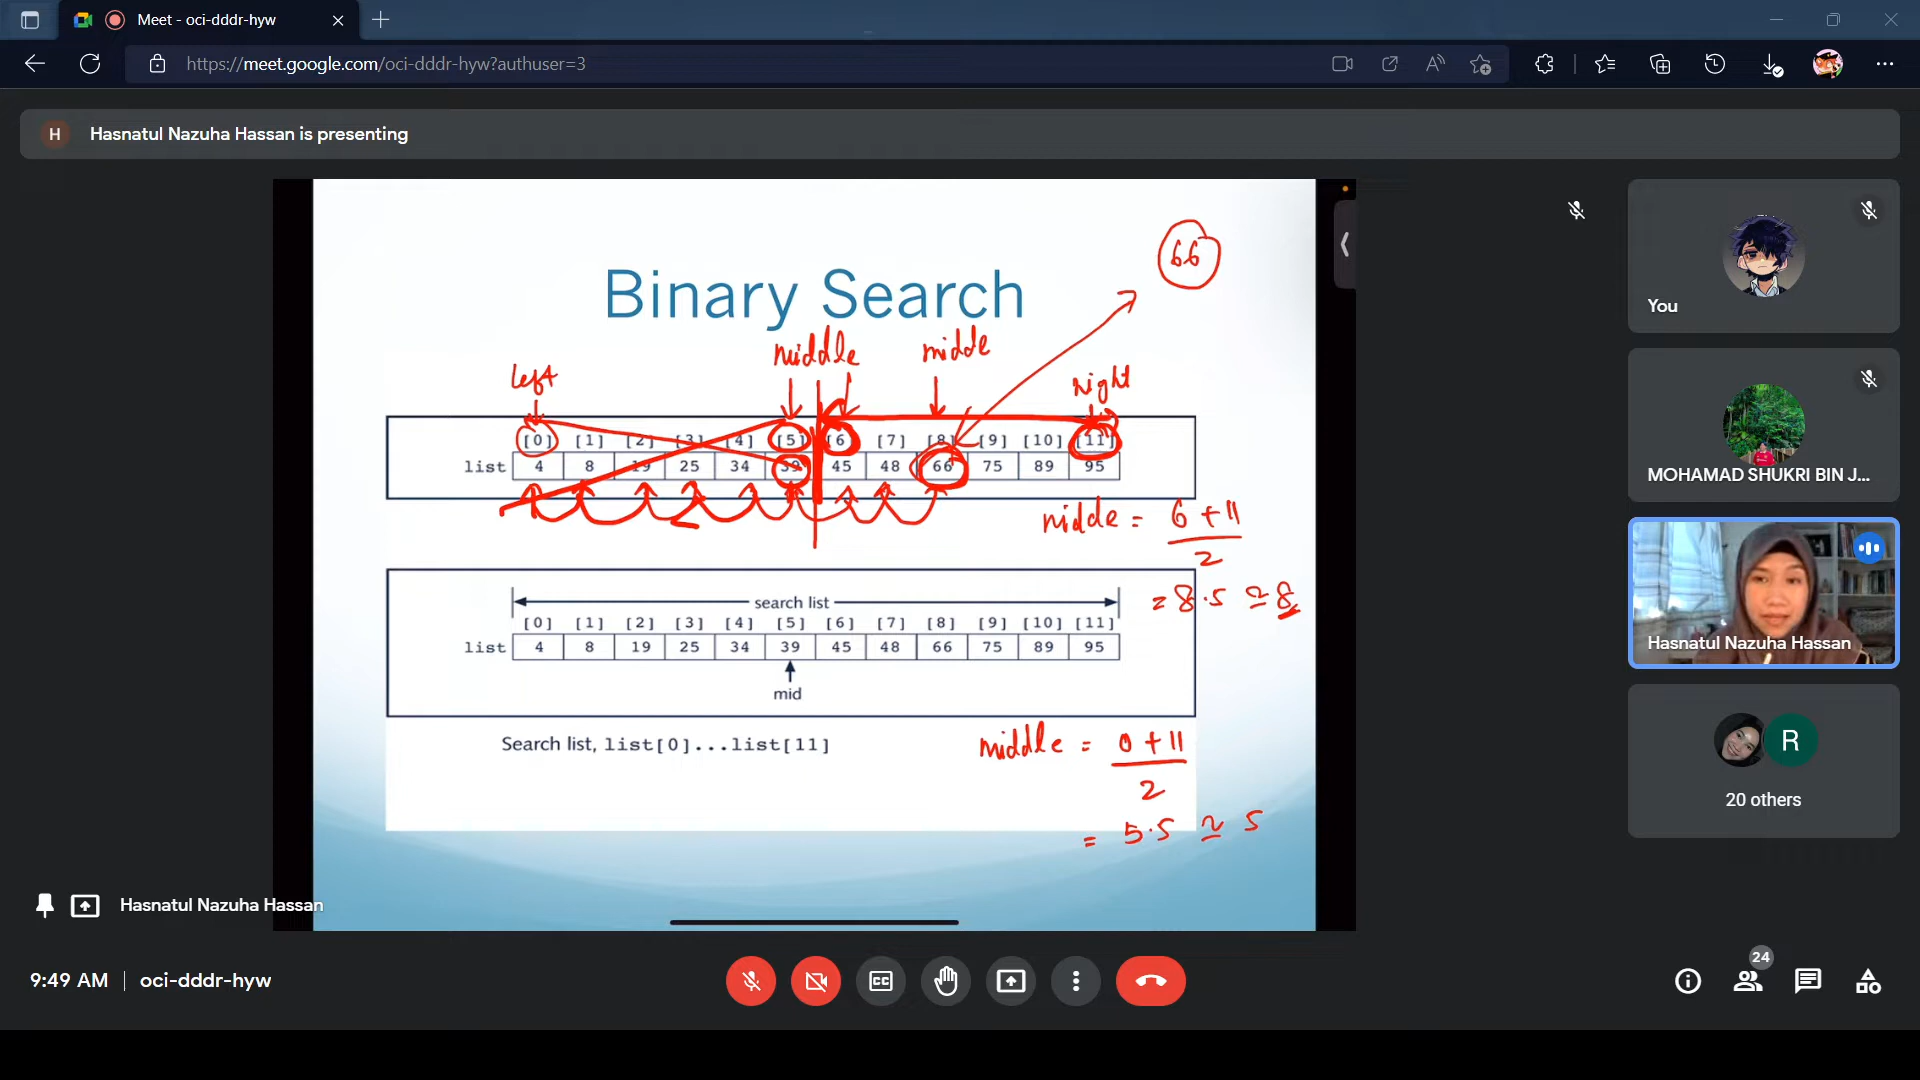 Meet - oci-dddr-hyw
https://meet.google.com/oci-dddr-hyw?authuser=3
H Hasnatul Nazuha Hassan is presenting
66
Binary Search
left middle midde right
[0] [1] [2] [3] [4] [5] [6] [7] [8] [9] [10] [11]
list 4 8 19 25 34 39 45 48 66 75 89 95
midde = 6 + 11
2
= 8.5 ≃ 8
search list
[0] [1] [2] [3] [4] [5] [6] [7] [8] [9] [10] [11]
list 4 8 19 25 34 39 45 48 66 75 89 95
mid
Search list, list[0]...list[11]
middle = 0 + 11
2
= 5.5 ≃ 5
You
MOHAMAD SHUKRI BIN J...
Hasnatul Nazuha Hassan
R
20 others
Hasnatul Nazuha Hassan
9:49 AM | oci-dddr-hyw
CC
24